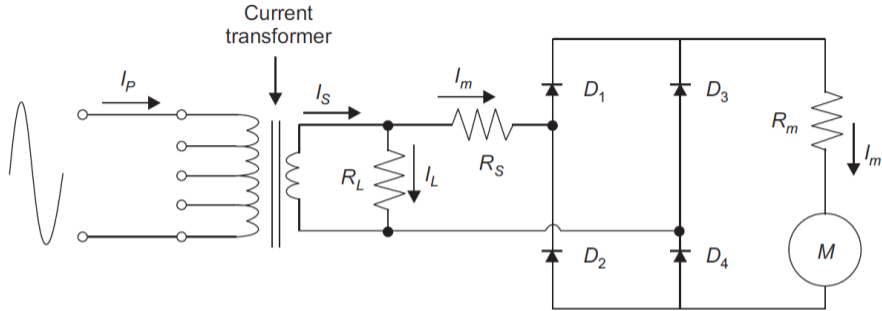 Current
transformer
I_P
I_S
I_m
D_1
D_3
R_m
I_m
R_L
I_L
R_S
D_2
D_4
M